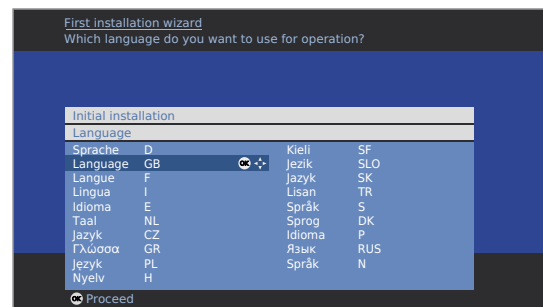 First installation wizard
Which language do you want to use for operation?
Initial installation
Language
Sprache D Kieli SF
Language GB OK Jezik SLO
Langue F Jazyk SK
Lingua I Lisan TR
Idioma E Språk S
Taal NL Sprog DK
Jazyk CZ Idioma P
Γλώσσα GR Язык RUS
Język PL Språk N
Nyelv H
OK Proceed